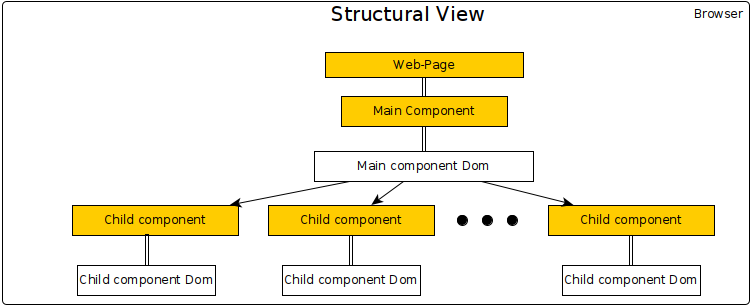 Structural View
Browser
Web-Page
Main Component
Main component Dom
Child component
Child component
Child component
Child component Dom
Child component Dom
Child component Dom